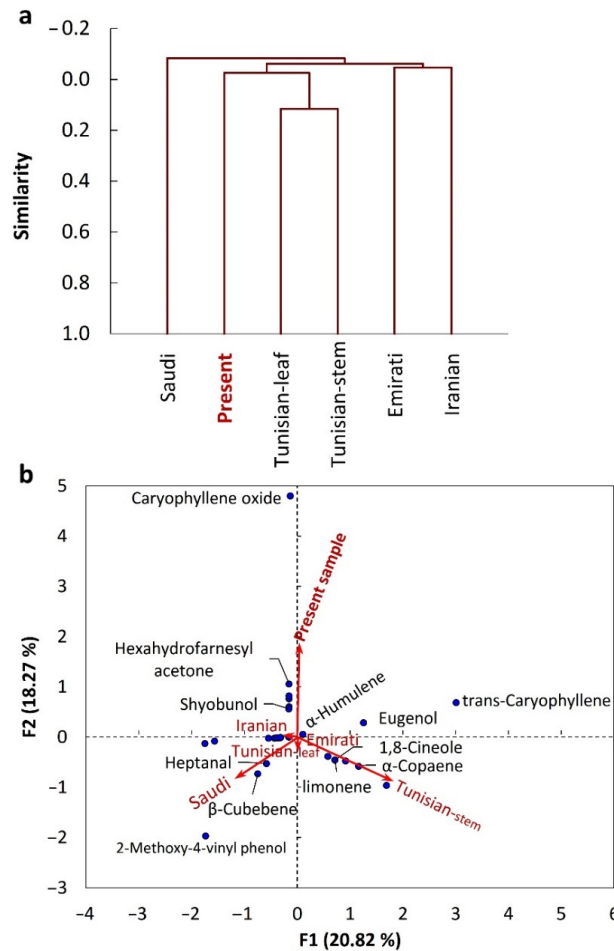 a
−0.2
0.0
0.2
0.4
0.6
0.8
1.0
Similarity
Saudi
Present
Tunisian-leaf
Tunisian-stem
Emirati
Iranian
b
5
4
3
2
1
0
−1
−2
−3
F2 (18.27 %)
Caryophyllene oxide
Present sample
Hexahydrofarnesyl
acetone
Shyobunol
α-Humulene
trans-Caryophyllene
Eugenol
Iranian
Emirati
Tunisian-leaf
1,8-Cineole
Heptanal
α-Copaene
Saudi
limonene
β-Cubebene
Tunisian-stem
2-Methoxy-4-vinyl phenol
−4
−3
−2
−1
0
1
2
3
4
5
6
F1 (20.82 %)